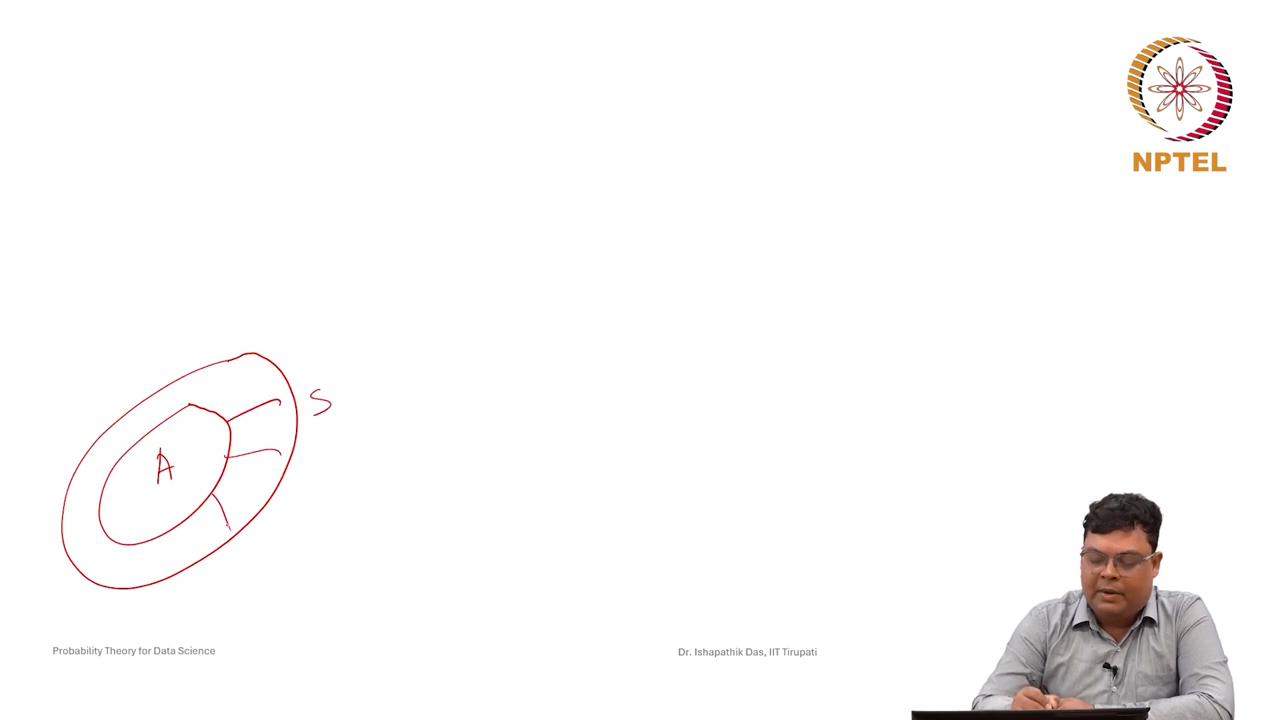 NPTEL
S
A
Probability Theory for Data Science
Dr. Ishapathik Das, IIT Tirupati